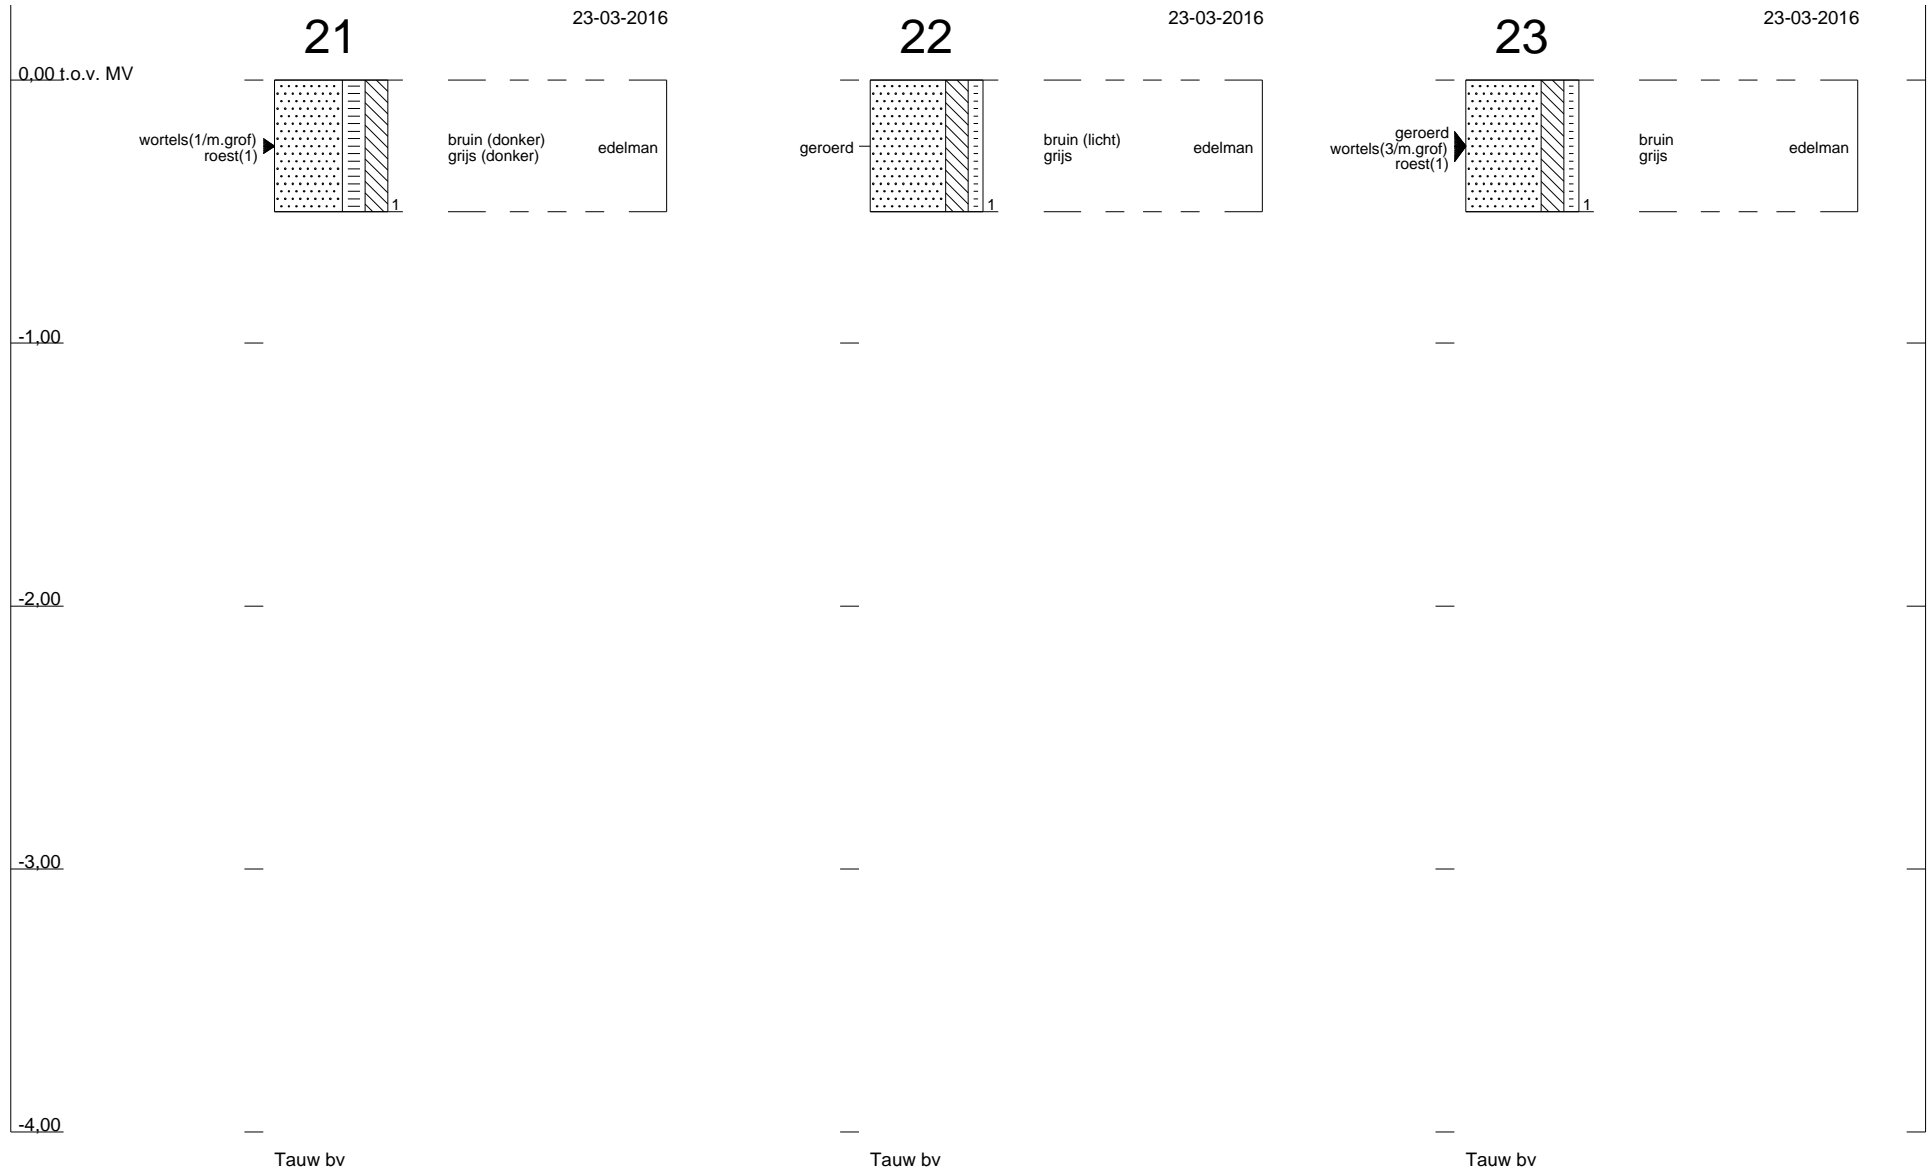 21
23-03-2016
0,00 t.o.v. MV
wortels(1/m.grof)
roest(1)
bruin (donker)
grijs (donker)
edelman
1
22
23-03-2016
geroerd
bruin (licht)
grijs
edelman
1
23
23-03-2016
geroerd
wortels(3/m.grof)
roest(1)
bruin
grijs
edelman
1
-1,00
-2,00
-3,00
-4,00
Tauw bv
Tauw bv
Tauw bv